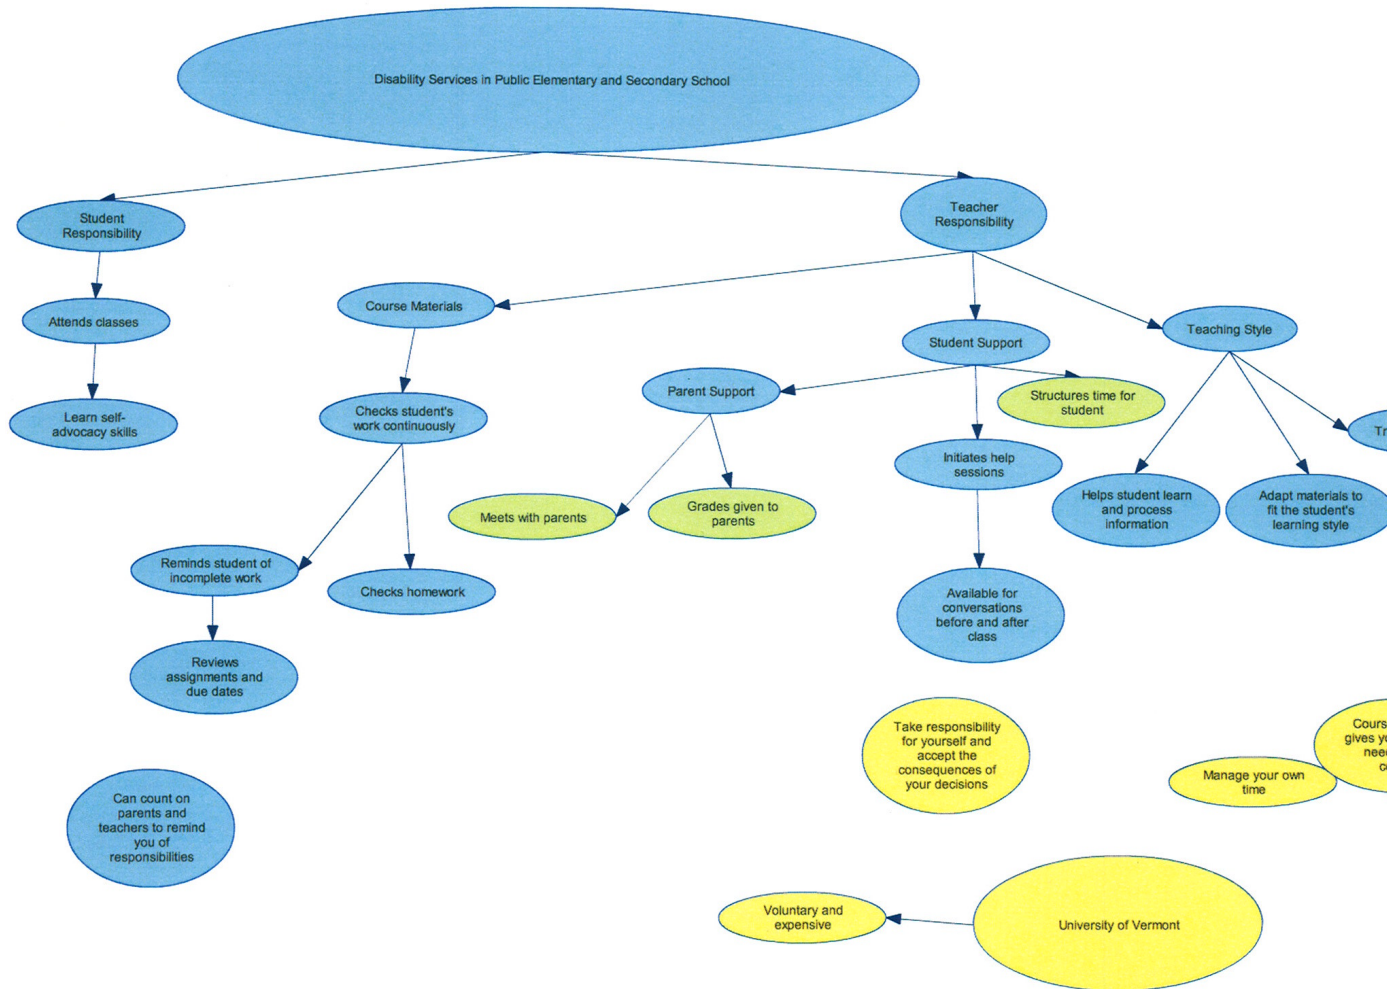 Disability Services in Public Elementary and Secondary School
Student
Responsibility
Teacher
Responsibility
Attends classes
Learn self-
advocacy skills
Course Materials
Checks student's
work continuously
Reminds student of
incomplete work
Checks homework
Reviews
assignments and
due dates
Student Support
Parent Support
Structures time for
student
Meets with parents
Grades given to
parents
Initiates help
sessions
Available for
conversations
before and after
class
Teaching Style
Helps student learn
and process
information
Adapt materials to
fit the student's
learning style
Can count on
parents and
teachers to remind
you of
responsibilities
Take responsibility
for yourself and
accept the
consequences of
your decisions
Manage your own
time
gives
Voluntary and
expensive
University of Vermont